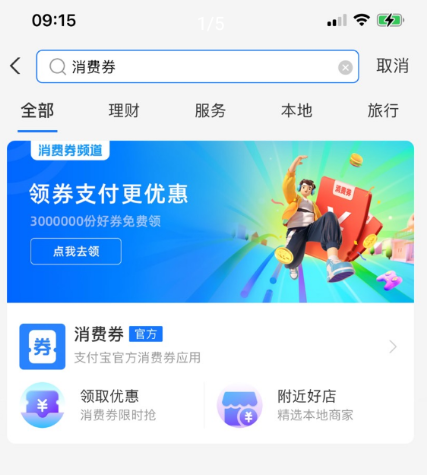 09:15
1/5
消费券
取消
全部
理财
服务
本地
旅行
消费券频道
领券支付更优惠
3000000份好券免费领
点我去领
消费券
¥
券
消费券 官方
支付宝官方消费券应用
¥
领取优惠
消费券限时抢
¥
附近好店
精选本地商家